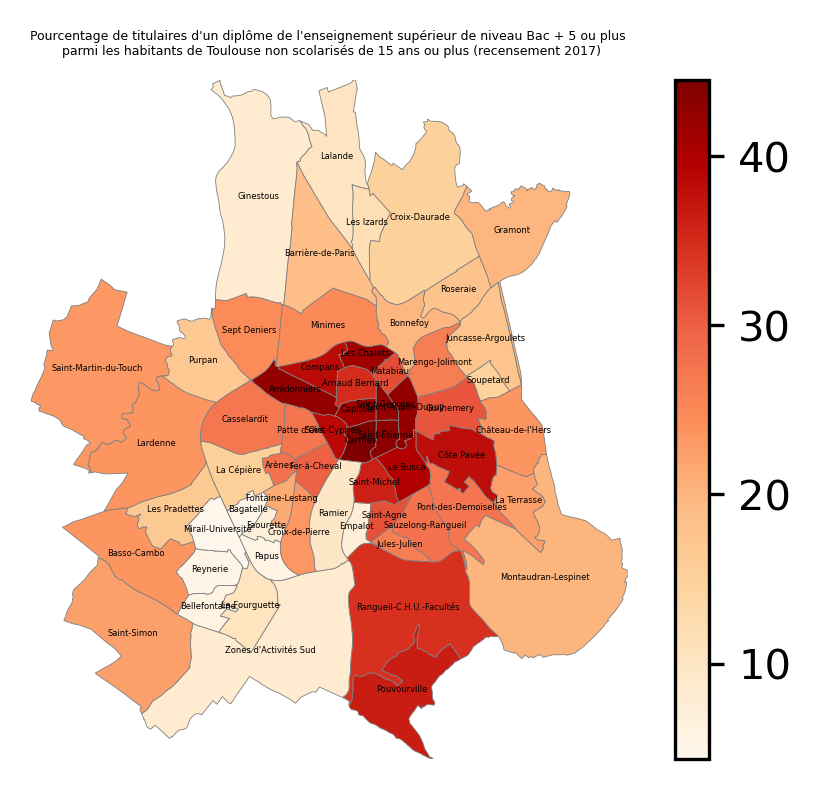 Pourcentage de titulaires d'un diplôme de l'enseignement supérieur de niveau Bac + 5 ou plus
parmi les habitants de Toulouse non scolarisés de 15 ans ou plus (recensement 2017)
Lalande
40
Ginestous
Les Izards
Croix-Daurade
Gramont
Barrière-de-Paris
Roseraie
Bonnefoy
Sept Deniers
Minimes
30
Juncasse-Argoulets
Les Chalets
Purpan
Marengo-Jolimont
Saint-Martin-du-Touch
Compans
Matabiau
Soupetard
Arnaud Bernard
Amidonniers
Capitole
Saint-Georges
Saint-Aubin-Dupuy
Guilhemery
Casselardit
Patte d'oie
Saint-Cyprien
Château-de-l'Hers
Saint-Etienne
Carmes
Lardenne
Côte Pavée
Arènes
Fer-à-Cheval
Le Busca
La Cépière
Saint-Michel
20
Fontaine-Lestang
La Terrasse
Les Pradettes
Bagatelle
Ramier
Saint-Agne
Pont-des-Demoiselles
Mirail-Université
Faourette
Croix-de-Pierre
Empalot
Sauzelong-Rangueil
Jules-Julien
Basso-Cambo
Papus
Reynerie
Montaudran-Lespinet
Bellefontaine
La Fourguette
Rangueil-C.H.U.-Facultés
Saint-Simon
Zones d'Activités Sud
10
Pouvourville